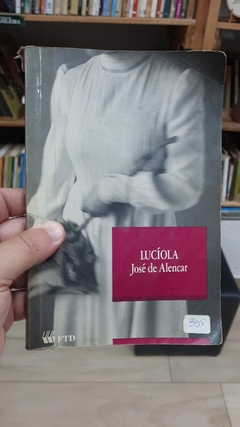 LUCÍOLA
José de Alencar
FTD